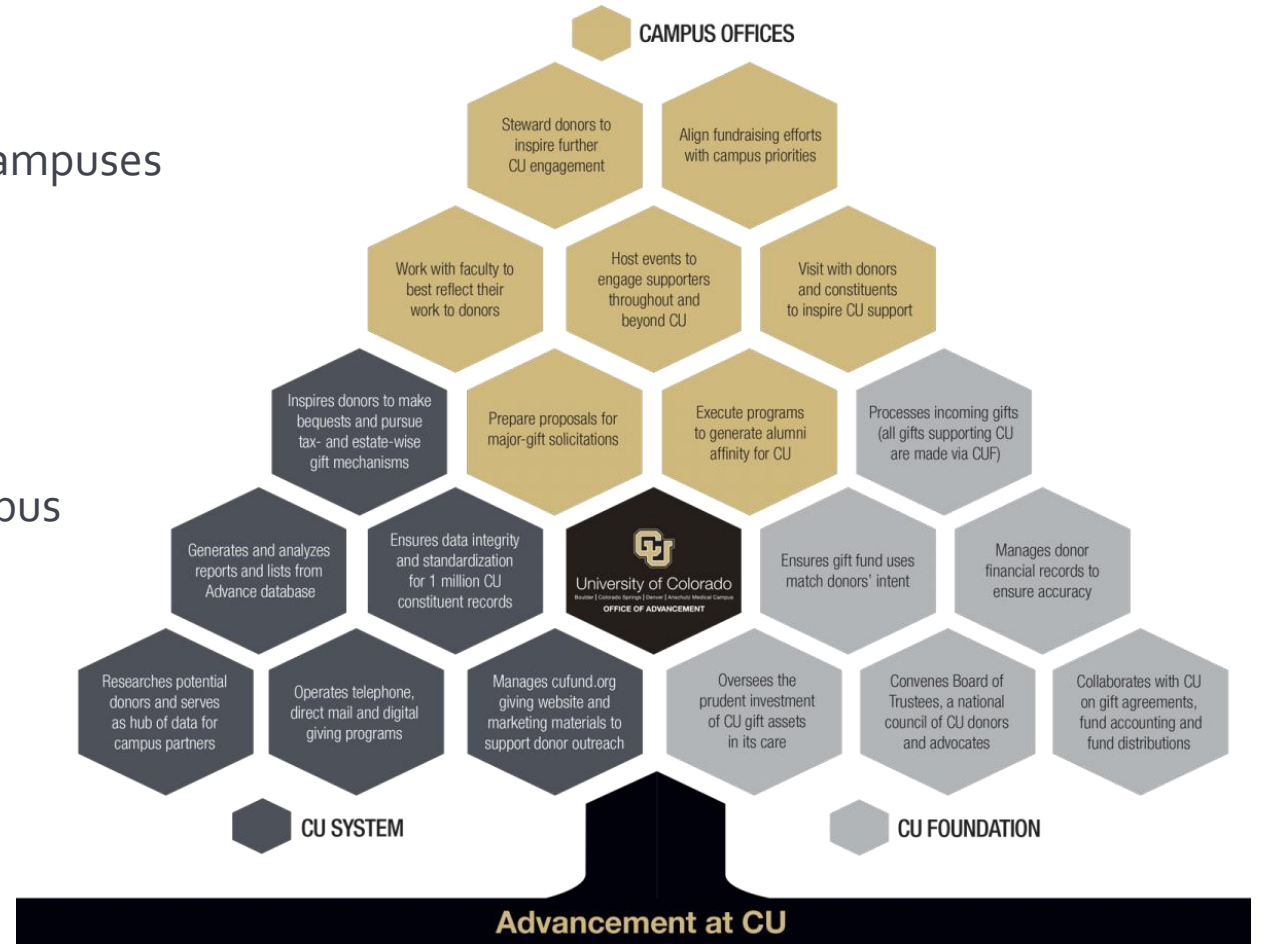 CAMPUS OFFICES
Steward donors to
inspire further
CU engagement
Align fundraising efforts
with campus priorities
ampuses
Work with faculty to
best reflect their
work to donors
Host events to
engage supporters
throughout and
beyond CU
Visit with donors
and constituents
to inspire CU support
Inspires donors to make
bequests and pursue
tax- and estate-wise
gift mechanisms
Prepare proposals for
major-gift solicitations
Execute programs
to generate alumni
affinity for CU
Processes incoming gifts
(all gifts supporting CU
are made via CUF)
pus
Generates and analyzes
reports and lists from
Advance database
Ensures data integrity
and standardization
for 1 million CU
constituent records
CU
University of Colorado
Boulder | Colorado Springs | Denver | Anschutz Medical Campus
OFFICE OF ADVANCEMENT
Ensures gift fund uses
match donors' intent
Manages donor
financial records to
ensure accuracy
Researches potential
donors and serves
as hub of data for
campus partners
Operates telephone,
direct mail and digital
giving programs
Manages cufund.org
giving website and
marketing materials to
support donor outreach
Oversees the
prudent investment
of CU gift assets
in its care
Convenes Board of
Trustees, a national
council of CU donors
and advocates
Collaborates with CU
on gift agreements,
fund accounting and
fund distributions
CU SYSTEM
CU FOUNDATION
Advancement at CU